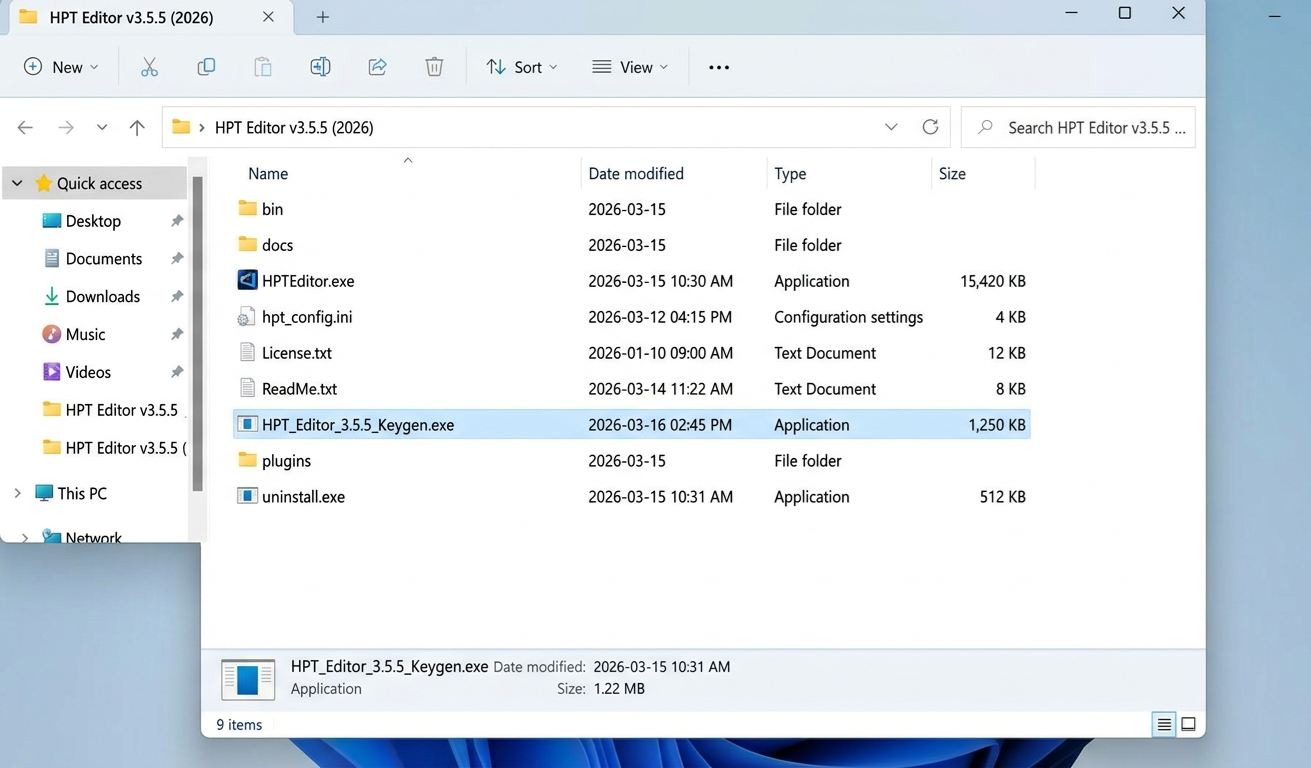 HPT Editor v3.5.5 (2026)
New Sort View
HPT Editor v3.5.5 (2026) Search HPT Editor v3.5.5 ...
Name Date modified Type Size
Quick access
Desktop
Documents
Downloads
Music
Videos
HPT Editor v3.5.5
HPT Editor v3.5.5 (
This PC
Network
bin 2026-03-15 File folder
docs 2026-03-15 File folder
HPTEditor.exe 2026-03-15 10:30 AM Application 15,420 KB
hpt_config.ini 2026-03-12 04:15 PM Configuration settings 4 KB
License.txt 2026-01-10 09:00 AM Text Document 12 KB
ReadMe.txt 2026-03-14 11:22 AM Text Document 8 KB
HPT_Editor_3.5.5_Keygen.exe 2026-03-16 02:45 PM Application 1,250 KB
plugins 2026-03-15 File folder
uninstall.exe 2026-03-15 10:31 AM Application 512 KB
HPT_Editor_3.5.5_Keygen.exe Date modified: 2026-03-15 10:31 AM
Application Size: 1.22 MB
9 items